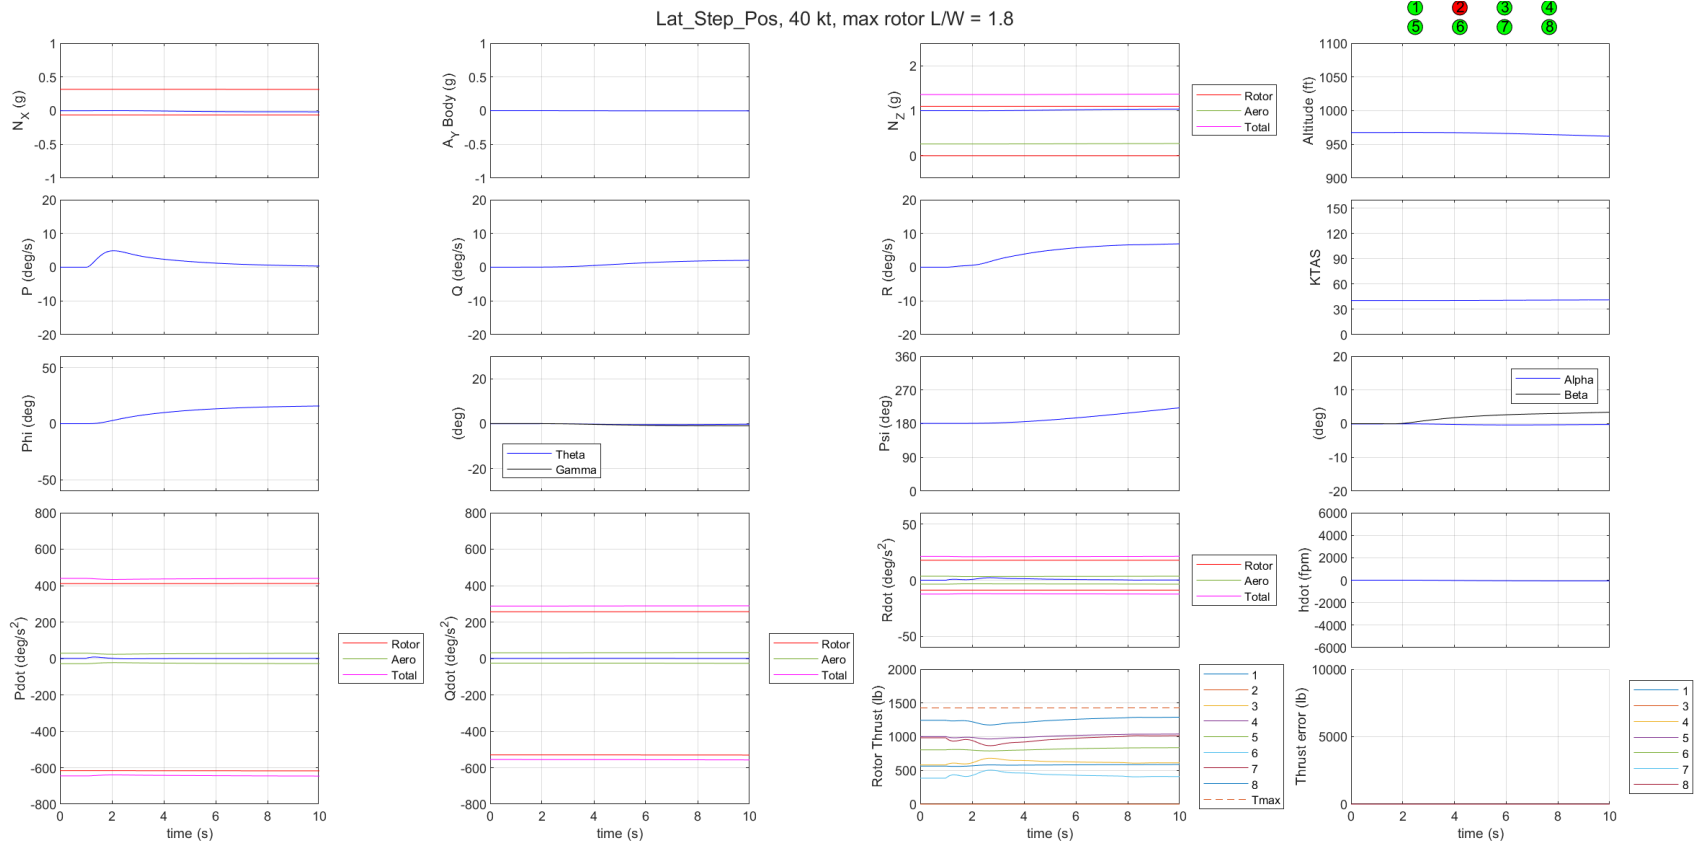 Lat_Step_Pos, 40 kt, max rotor L/W = 1.8
1 2 3 4
5 6 7 8
N_X (g)
1
0.5
0
-0.5
-1
A_Y Body (g)
1
0.5
0
-0.5
-1
N_Z (g)
2
1
0
Rotor
Aero
Total
Altitude (ft)
1100
1050
1000
950
900
P (deg/s)
20
10
0
-10
-20
Q (deg/s)
20
10
0
-10
-20
R (deg/s)
20
10
0
-10
-20
KTAS
150
120
90
60
30
0
Phi (deg)
50
0
-50
(deg)
20
0
-20
Theta
Gamma
Psi (deg)
360
270
180
90
0
(deg)
20
10
0
-10
-20
Alpha
Beta
Pdot (deg/s²)
800
600
400
200
0
-200
-400
-600
-800
0 2 4 6 8 10
time (s)
Rotor
Aero
Total
Qdot (deg/s²)
800
600
400
200
0
-200
-400
-600
-800
0 2 4 6 8 10
time (s)
Rotor
Aero
Total
Rdot (deg/s²)
50
0
-50
Rotor
Aero
Total
hdot (fpm)
6000
4000
2000
0
-2000
-4000
-6000
Rotor Thrust (lb)
2000
1500
1000
500
0
0 2 4 6 8 10
time (s)
1
2
3
4
5
6
7
8
Tmax
Thrust error (lb)
10000
5000
0
0 2 4 6 8 10
time (s)
1
3
4
5
6
7
8